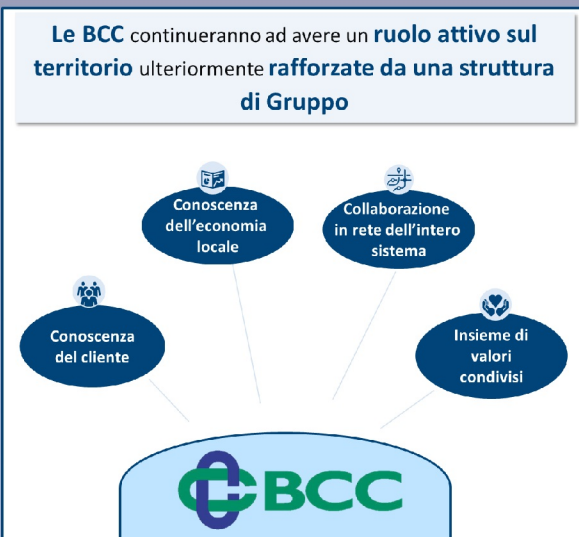 Le BCC continueranno ad avere un ruolo attivo sul
territorio ulteriormente rafforzate da una struttura
di Gruppo
Conoscenza
dell'economia
locale
Collaborazione
in rete dell'intero
sistema
Conoscenza
del cliente
Insieme di
valori
condivisi
BCC